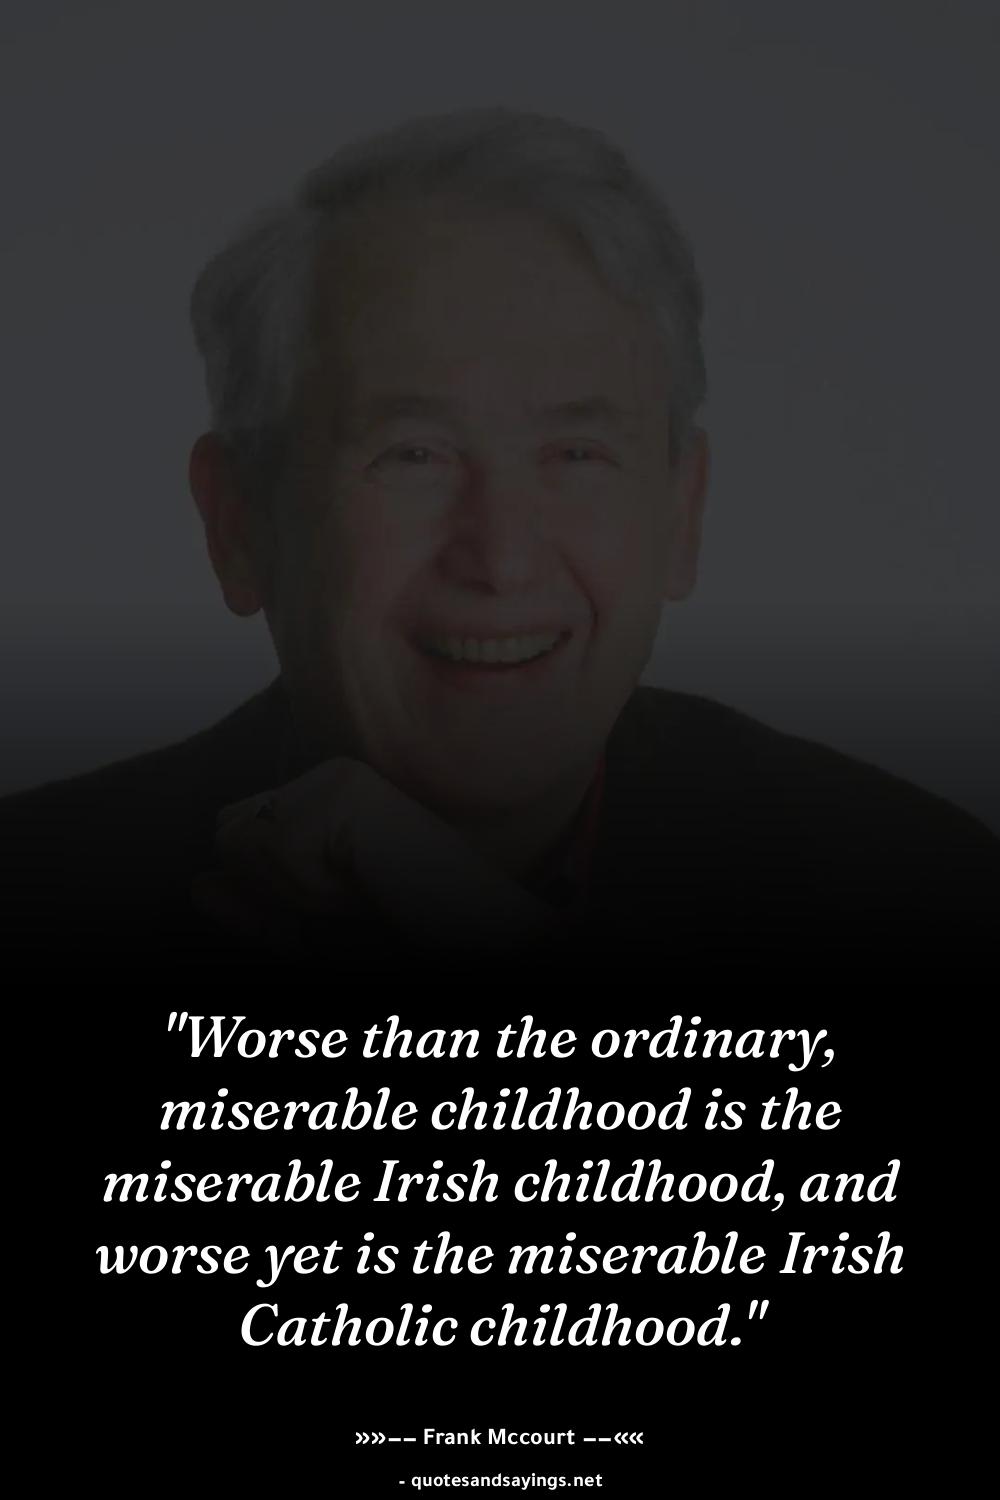 "Worse than the ordinary,
miserable childhood is the
miserable Irish childhood, and
worse yet is the miserable Irish
Catholic childhood."
»»-- Frank Mccourt --««
- quotesandsayings.net